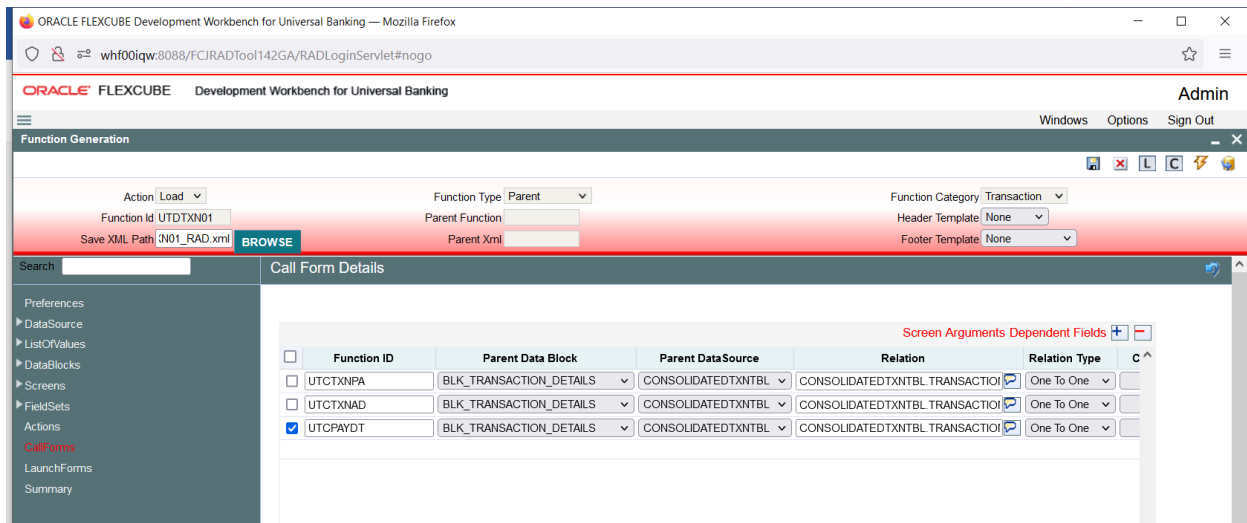 ORACLE FLEXCUBE Development Workbench for Universal Banking — Mozilla Firefox
whf00iqw:8088/FCJRADTool142GA/RADLoginServlet#nogo
ORACLE FLEXCUBE Development Workbench for Universal Banking
Admin
Windows Options Sign Out
Function Generation
L C
Action Load Function Type Parent Function Category Transaction
Function Id UTDTXN01 Parent Function Header Template None
Save XML Path (N01_RAD.xml BROWSE Parent Xml Footer Template None
Search Call Form Details
Preferences
DataSource
ListOfValues
DataBlocks
Screens
FieldSets
Actions
CallForms
LaunchForms
Summary
Screen Arguments Dependent Fields + −
Function ID Parent Data Block Parent DataSource Relation Relation Type C
UTCTXNPA BLK_TRANSACTION_DETAILS CONSOLIDATEDTXNTBL CONSOLIDATEDTXNTBL.TRANSACTION One To One
UTCTXNAD BLK_TRANSACTION_DETAILS CONSOLIDATEDTXNTBL CONSOLIDATEDTXNTBL.TRANSACTION One To One
UTCPAYDT BLK_TRANSACTION_DETAILS CONSOLIDATEDTXNTBL CONSOLIDATEDTXNTBL.TRANSACTION One To One